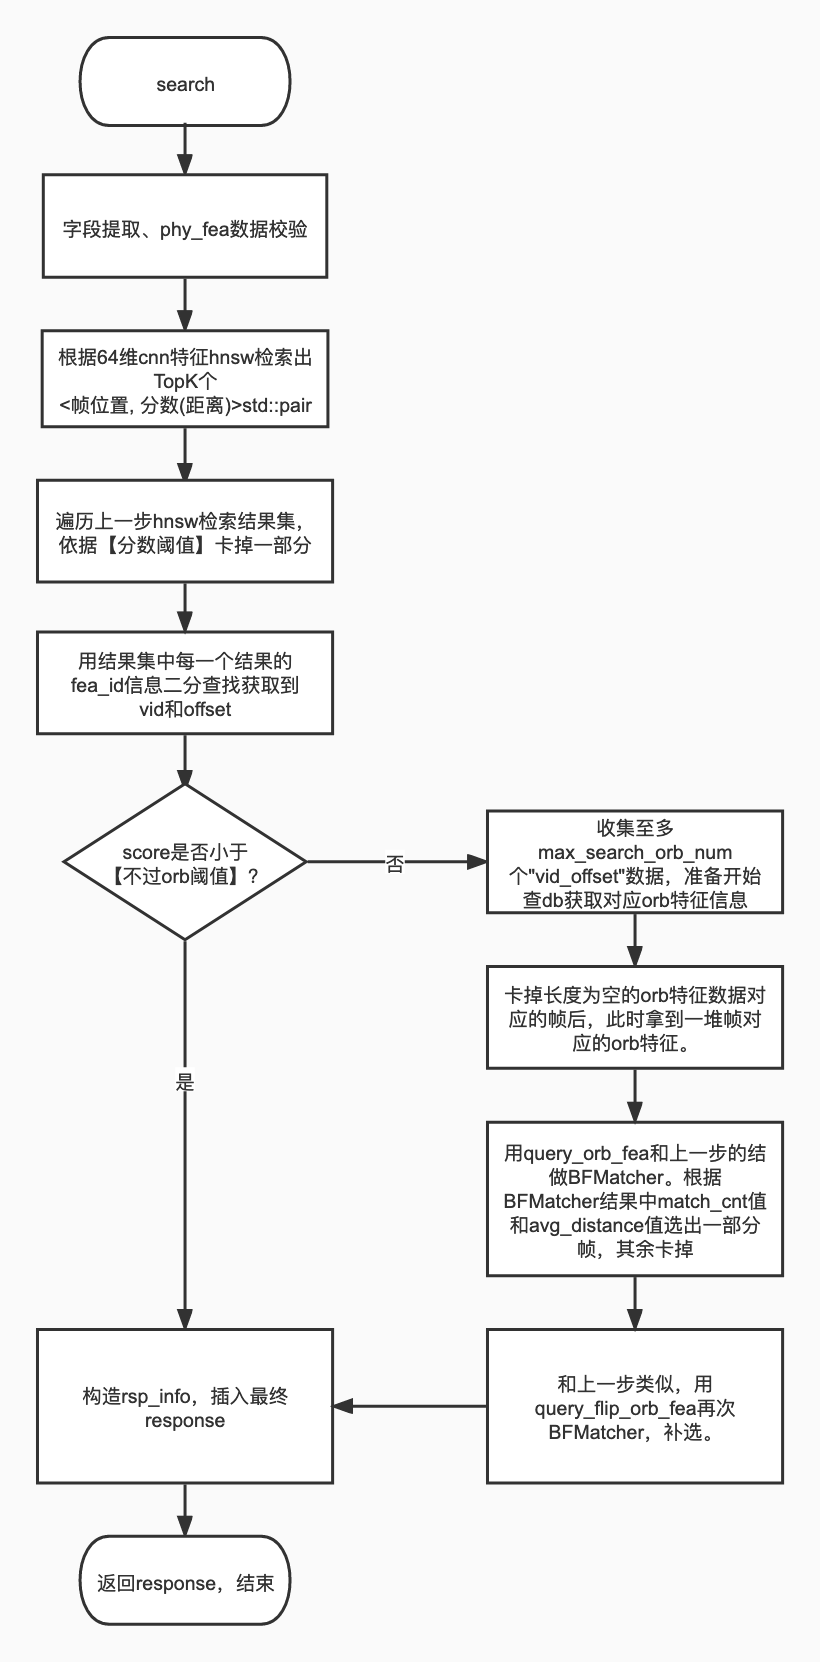 search
字段提取、phy_fea数据校验
根据64维cnn特征hnsw检索出
TopK个
<帧位置, 分数(距离)>std::pair
遍历上一步hnsw检索结果集，
依据【分数阈值】卡掉一部分
用结果集中每一个结果的
fea_id信息二分查找获取到
vid和offset
score是否小于
【不过orb阈值】?
否
收集至多
max_search_orb_num
个"vid_offset"数据，准备开始
查db获取对应orb特征信息
卡掉长度为空的orb特征数据对
应的帧后，此时拿到一堆帧对
应的orb特征。
是
用query_orb_fea和上一步的结
做BFMatcher。根据
BFMatcher结果中match_cnt值
和avg_distance值选出一部分
帧，其余卡掉
构造rsp_info，插入最终
response
和上一步类似，用
query_flip_orb_fea再次
BFMatcher，补选。
返回response，结束